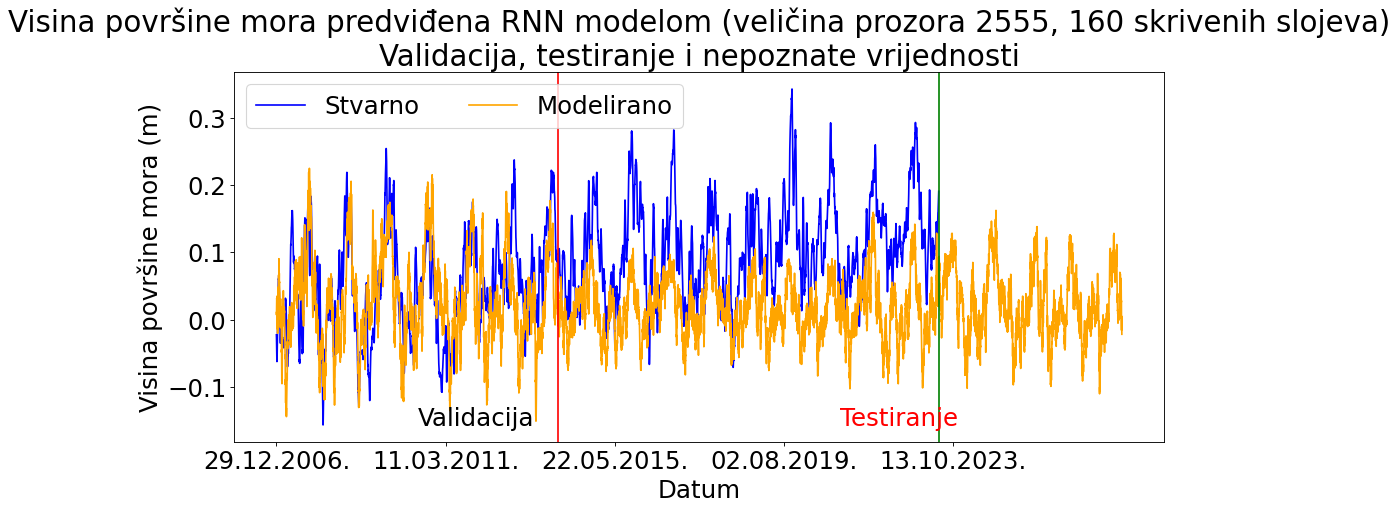 Visina površine mora predviđena RNN modelom (veličina prozora 2555, 160 skrivenih slojeva)
Validacija, testiranje i nepoznate vrijednosti
Stvarno
Modelirano
Visina površine mora (m)
0.3
0.2
0.1
0.0
−0.1
Validacija
Testiranje
29.12.2006.
11.03.2011.
22.05.2015.
02.08.2019.
13.10.2023.
Datum